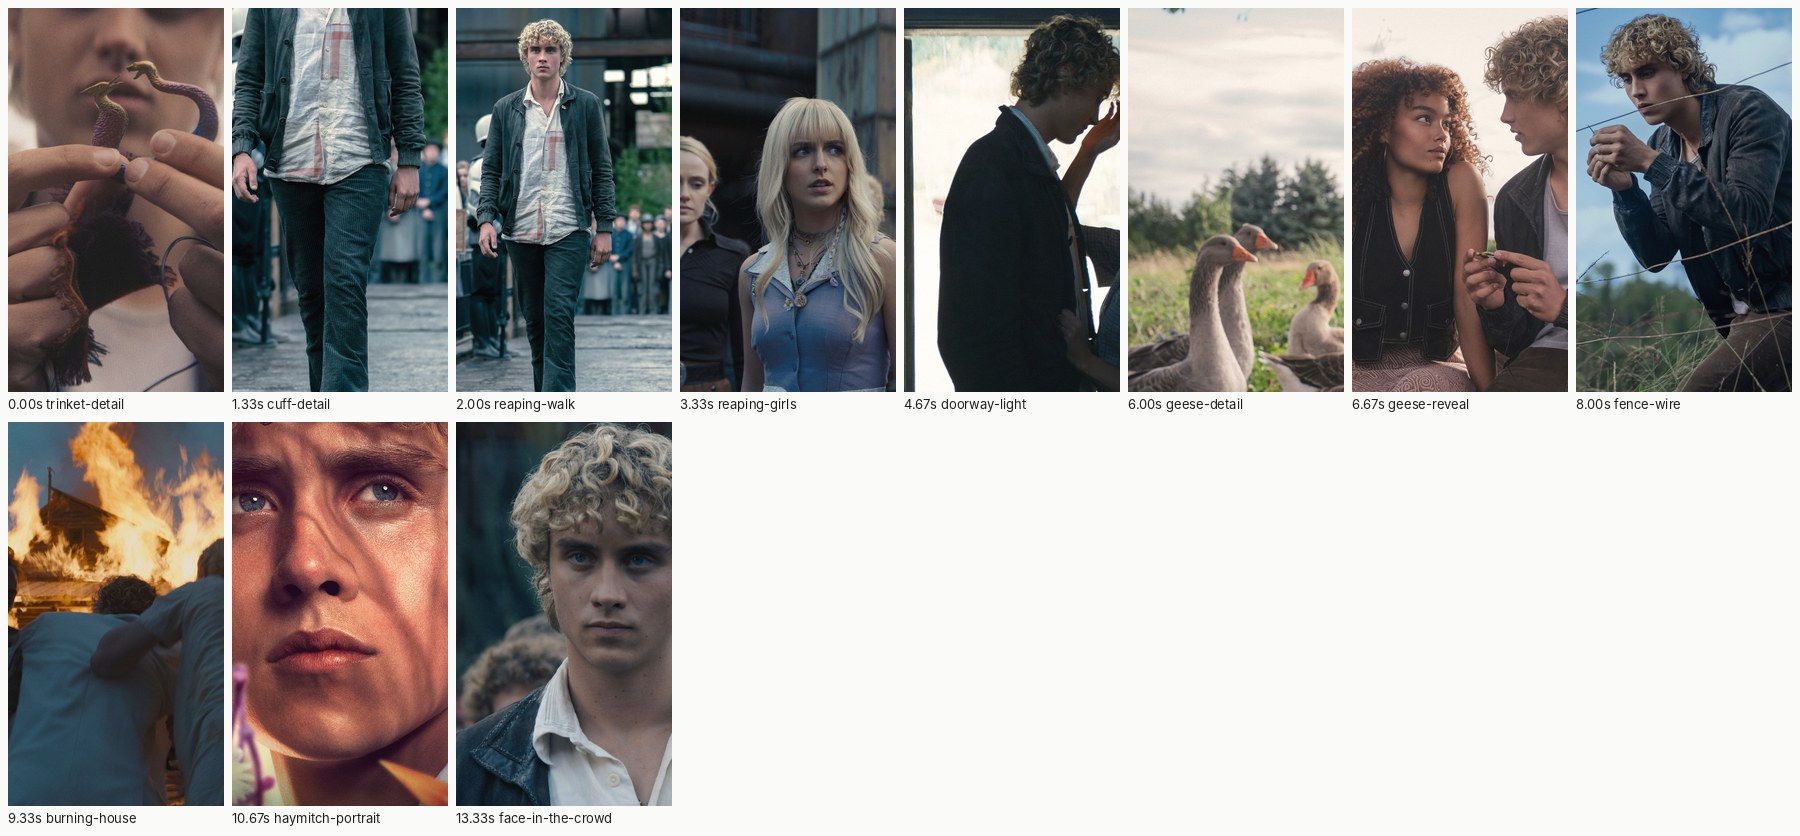 0.00s trinket-detail
1.33s cuff-detail
2.00s reaping-walk
3.33s reaping-girls
4.67s doorway-light
6.00s geese-detail
6.67s geese-reveal
8.00s fence-wire
9.33s burning-house
10.67s haymitch-portrait
13.33s face-in-the-crowd